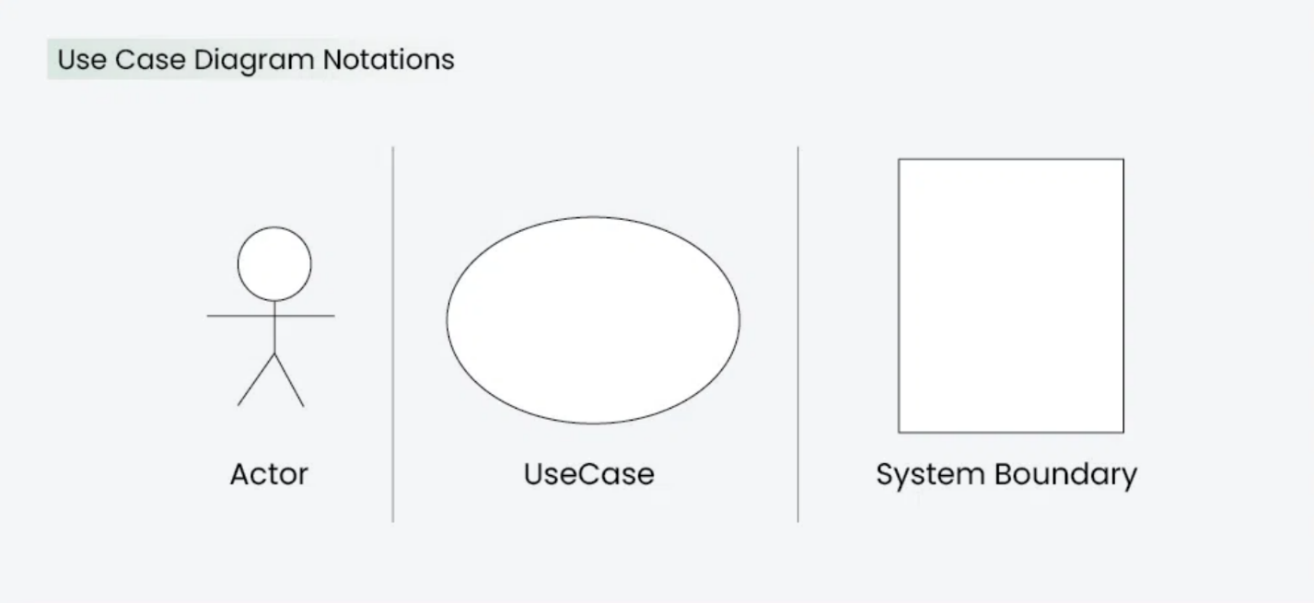 Use Case Diagram Notations
Actor
UseCase
System Boundary